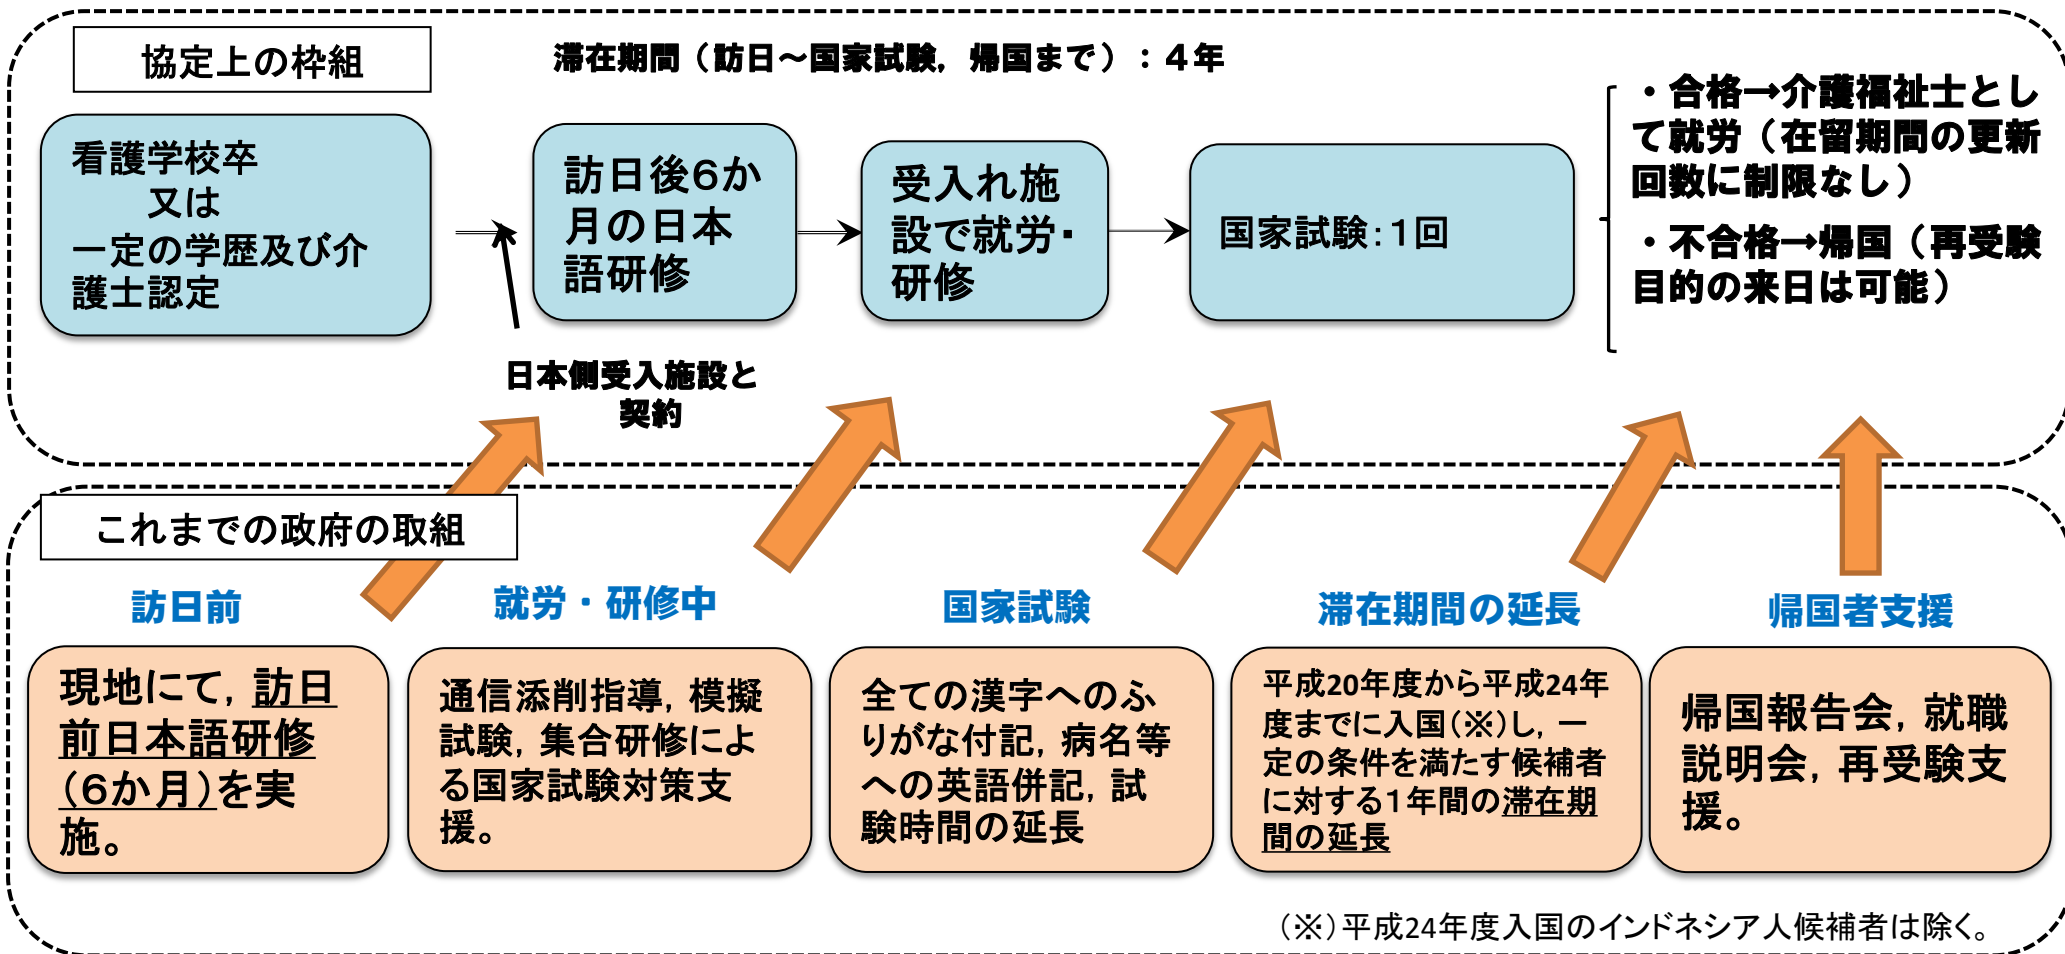 協定上の枠組
滞在期間（訪日～国家試験，帰国まで）：４年
看護学校卒
又は
一定の学歴及び介
護士認定
訪日後６か
月の日本
語研修
受入れ施
設で就労・
研修
国家試験：１回
・合格→介護福祉士とし
て就労（在留期間の更新
回数に制限なし）
・不合格→帰国（再受験
目的の来日は可能）
日本側受入施設と
契約
これまでの政府の取組
訪日前
現地にて，訪日
前日本語研修
（６か月）を実
施。
就労・研修中
通信添削指導，模擬
試験，集合研修によ
る国家試験対策支
援。
国家試験
全ての漢字へのふ
りがな付記，病名等
への英語併記，試
験時間の延長
滞在期間の延長
平成20年度から平成24年
度までに入国（※）し，一
定の条件を満たす候補者
に対する１年間の滞在期
間の延長
帰国者支援
帰国報告会，就職
説明会，再受験支
援。
（※）平成24年度入国のインドネシア人候補者は除く。